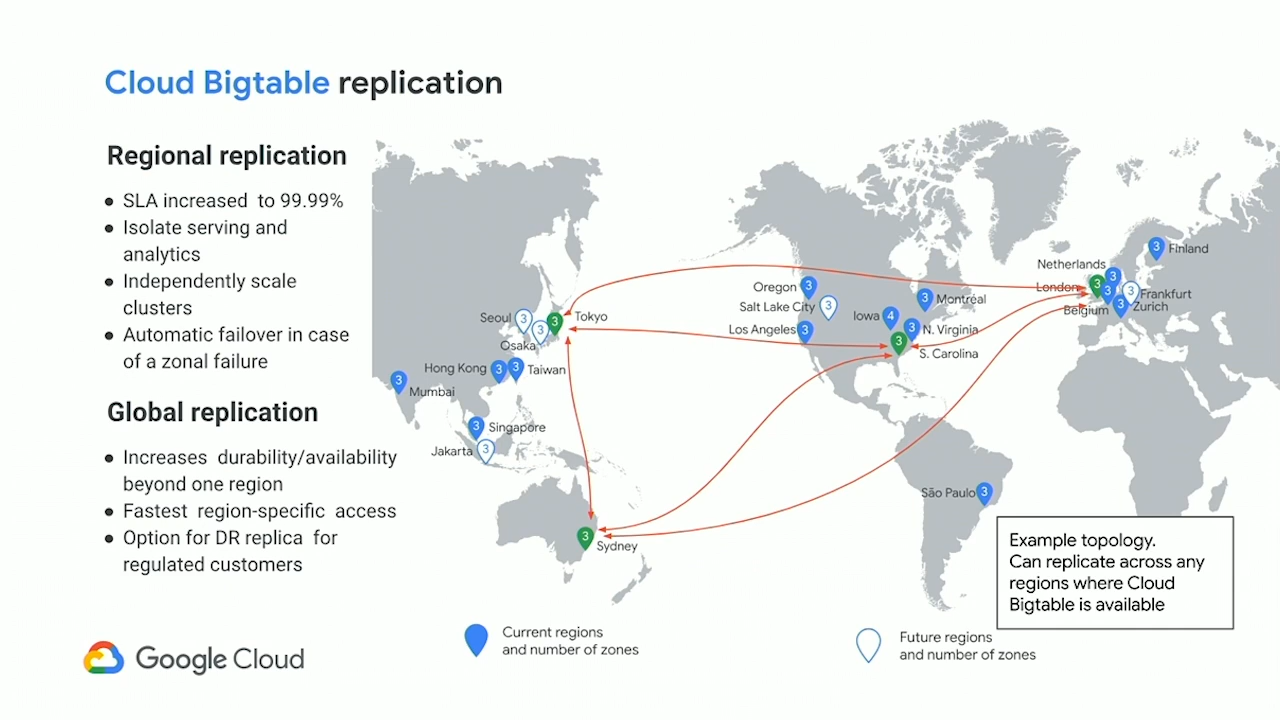 Cloud Bigtable replication
Regional replication
● SLA increased to 99.99%
● Isolate serving and
analytics
● Independently scale
clusters
● Automatic failover in case
of a zonal failure
Global replication
● Increases durability/availability
beyond one region
● Fastest region-specific access
● Option for DR replica for
regulated customers
Google Cloud
3 Finland
Netherlands 3
London 3
3
3 Frankfurt
Belgium
3 Zurich
Oregon 3
Salt Lake City 3
3 Montréal
Iowa 4
Los Angeles 3
3 N. Virginia
3
S. Carolina
Seoul 3
3 Tokyo
3
Osaka
Hong Kong 3
3 Taiwan
3
Mumbai
3 Singapore
Jakarta 3
São Paulo 3
3
Sydney
Example topology.
Can replicate across any
regions where Cloud
Bigtable is available
Current regions
and number of zones
Future regions
and number of zones